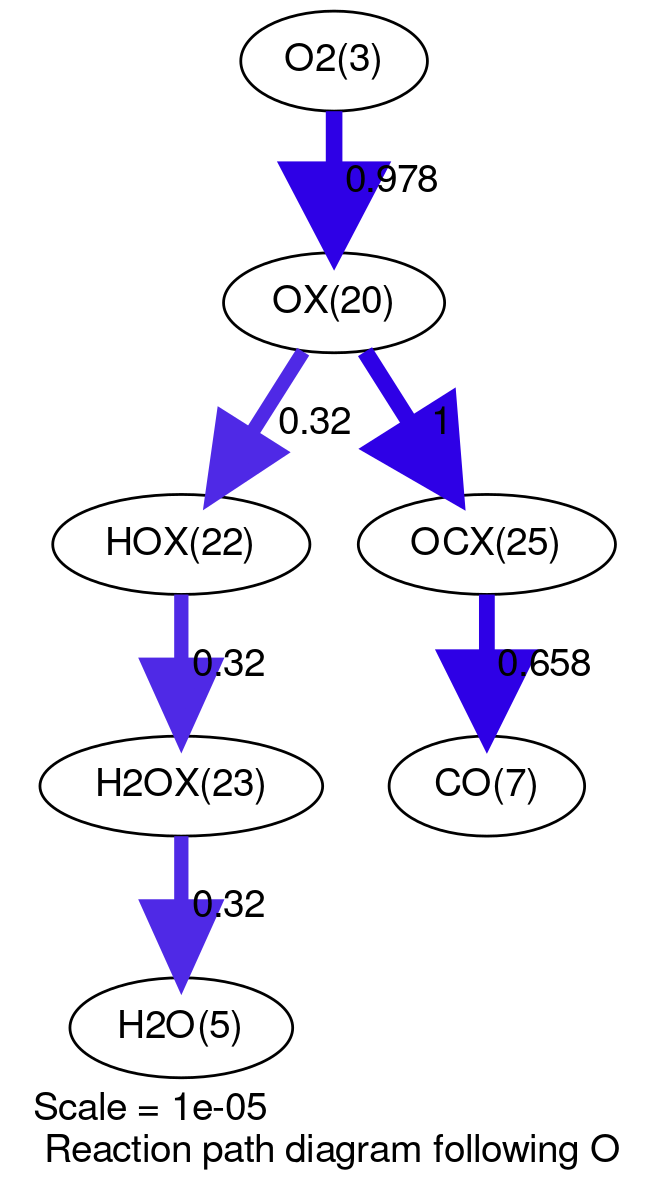 O2(3)
0.978
OX(20)
0.32
1
HOX(22)
OCX(25)
0.32
0.658
H2OX(23)
CO(7)
0.32
H2O(5)
Scale = 1e-05
Reaction path diagram following O